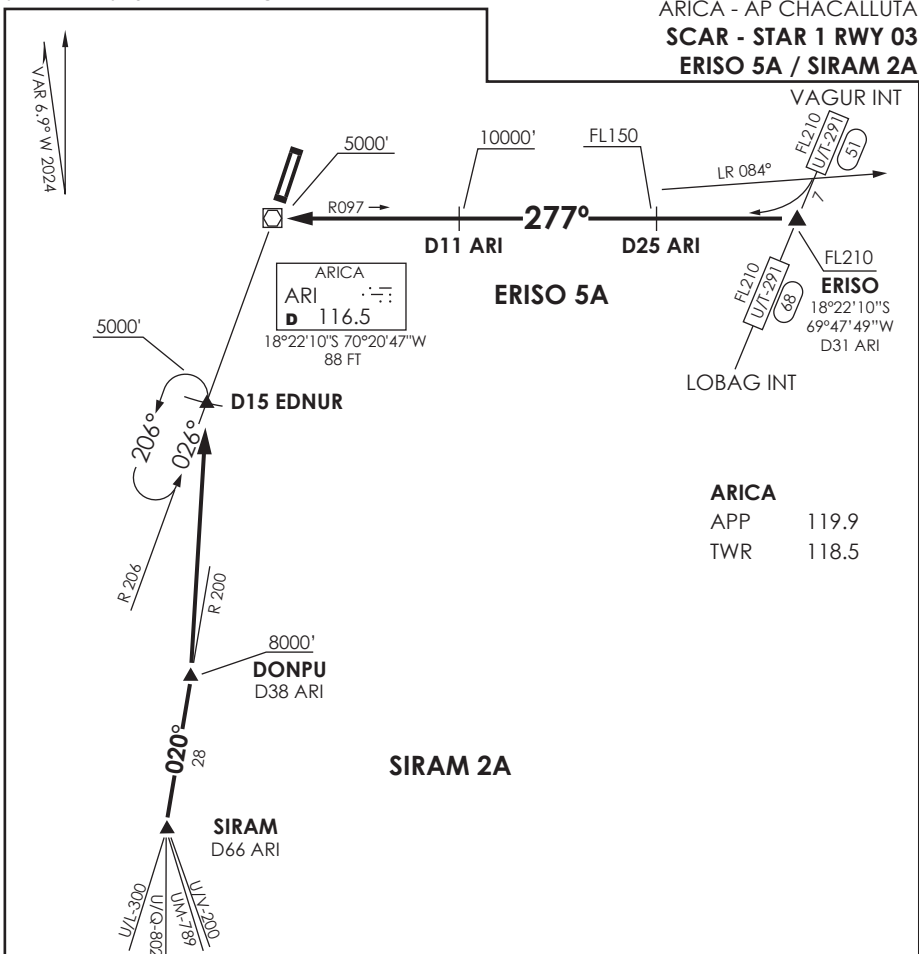 ARICA - AP CHACALLUTA
SCAR - STAR 1 RWY 03
ERISO 5A / SIRAM 2A
VAR 6.9° W 2024
VAGUR INT
FL210
U/T-291
51
5000'
10000'
FL150
LR 084°
7
R097
277°
D11 ARI
D25 ARI
FL210
ERISO
18°22'10"S
69°47'49"W
D31 ARI
FL210
U/T-291
68
LOBAG INT
ARICA
ARI
D 116.5
18°22'10"S 70°20'47"W
88 FT
ERISO 5A
5000'
D15 EDNUR
206°
026°
R 206
R 200
ARICA
APP 119.9
TWR 118.5
8000'
DONPU
D38 ARI
020°
28
SIRAM 2A
SIRAM
D66 ARI
U/L-300
U/Q-802
UM-789
U/V-200